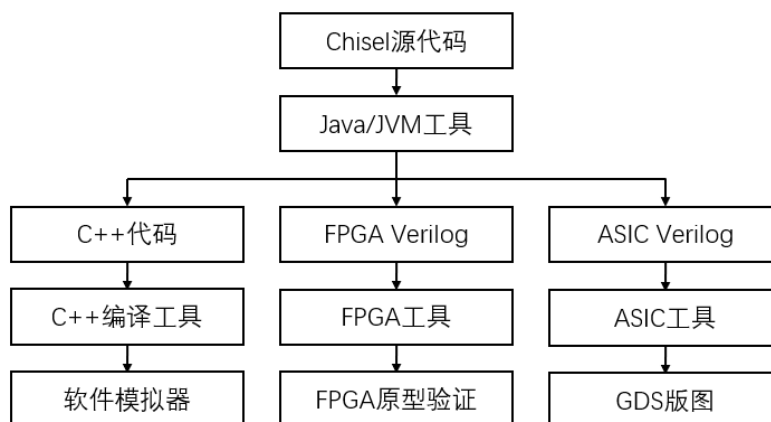 Chisel源代码
Java/JVM工具
C++代码
FPGA Verilog
ASIC Verilog
C++编译工具
FPGA工具
ASIC工具
软件模拟器
FPGA原型验证
GDS版图